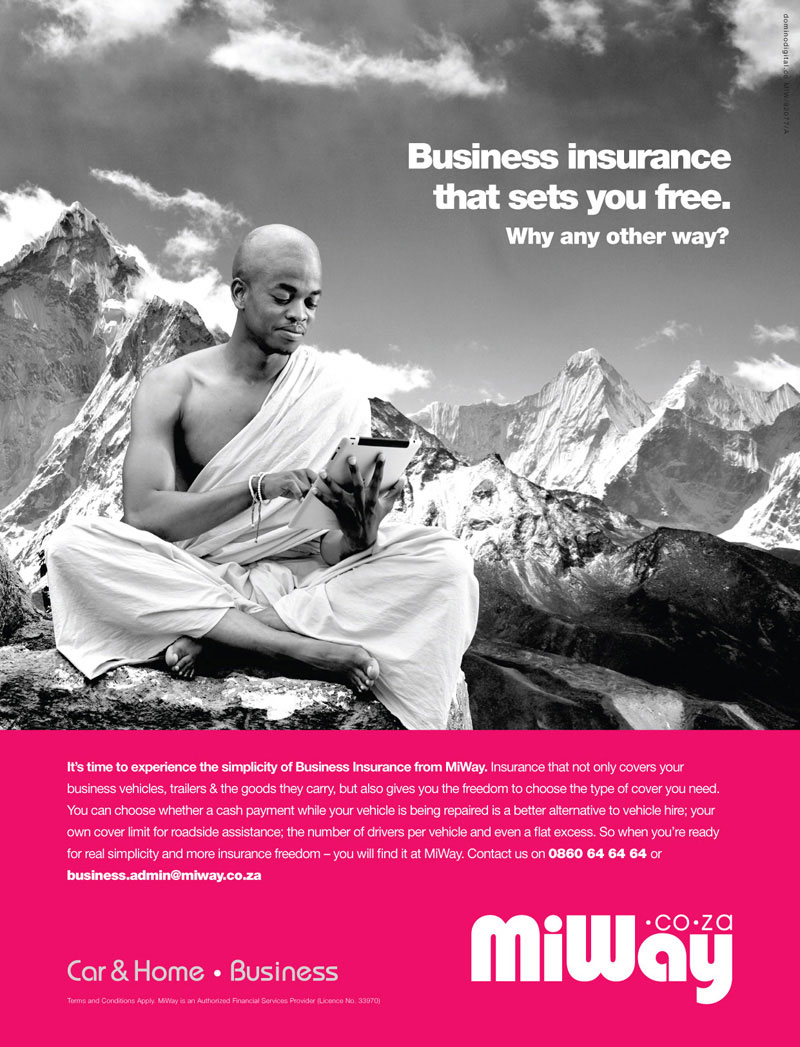 Business insurance
that sets you free.
Why any other way?
It's time to experience the simplicity of Business Insurance from MiWay. Insurance that not only covers your
business vehicles, trailers & the goods they carry, but also gives you the freedom to choose the type of cover you need.
You can choose whether a cash payment while your vehicle is being repaired is a better alternative to vehicle hire; your
own cover limit for roadside assistance; the number of drivers per vehicle and even a flat excess. So when you're ready
for real simplicity and more insurance freedom – you will find it at MiWay. Contact us on 0860 64 64 64 or
business.admin@miway.co.za
MiWay.co.za
Car & Home • Business
Terms and Conditions Apply. MiWay is an Authorized Financial Services Provider (Licence No. 33970)